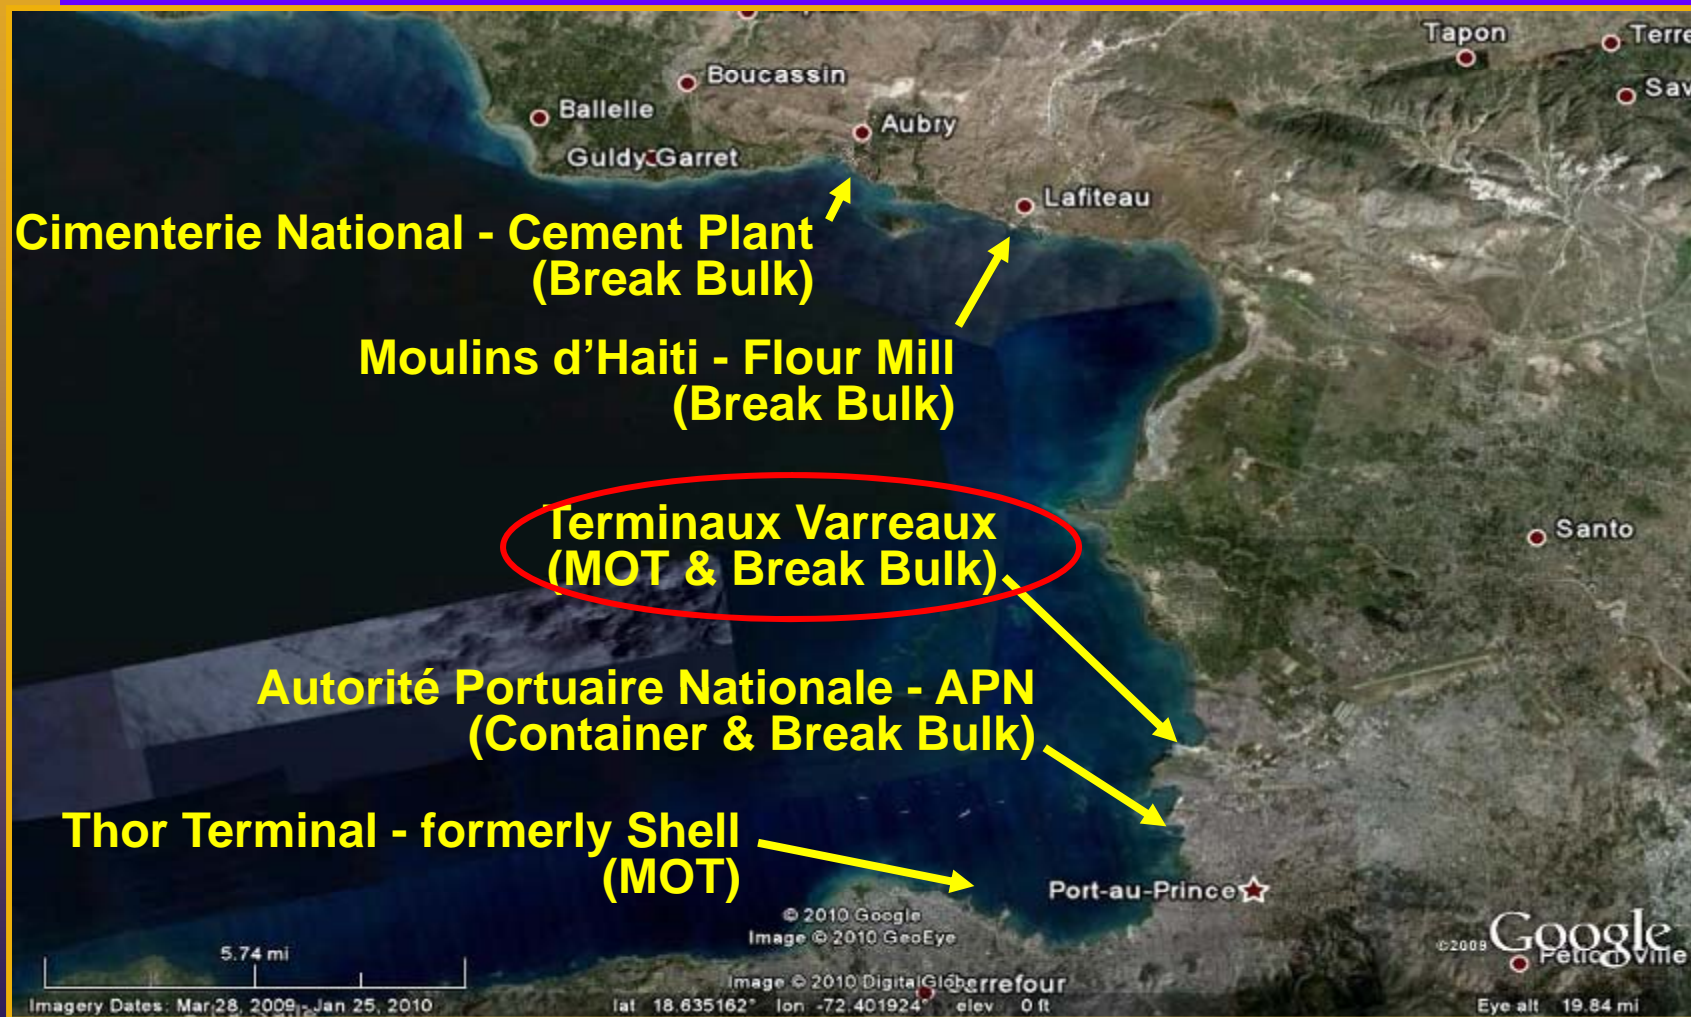 Tapon
Terre
Boucassin
Sav
Ballelle
Aubry
Guldy Garret
Lafiteau
Cimenterie National - Cement Plant
(Break Bulk)
Moulins d’Haiti - Flour Mill
(Break Bulk)
Terminaux Varreaux
(MOT & Break Bulk)
Santo
Autorité Portuaire Nationale - APN
(Container & Break Bulk)
Thor Terminal - formerly Shell
(MOT)
Port-au-Prince
© 2010 Google
Image © 2010 GeoEye
©2009 Google
5.74 mi
Image © 2010 DigitalGlobe
Imagery Dates: Mar 28, 2009 - Jan 25, 2010
lat 18.635162° lon -72.401924° elev 0 ft
Eye alt 19.84 mi